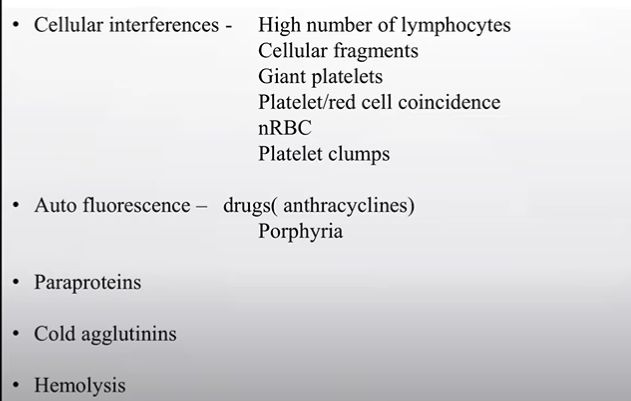 • Cellular interferences - High number of lymphocytes
Cellular fragments
Giant platelets
Platelet/red cell coincidence
nRBC
Platelet clumps
• Auto fluorescence – drugs( anthracyclines)
Porphyria
• Paraproteins
• Cold agglutinins
• Hemolysis